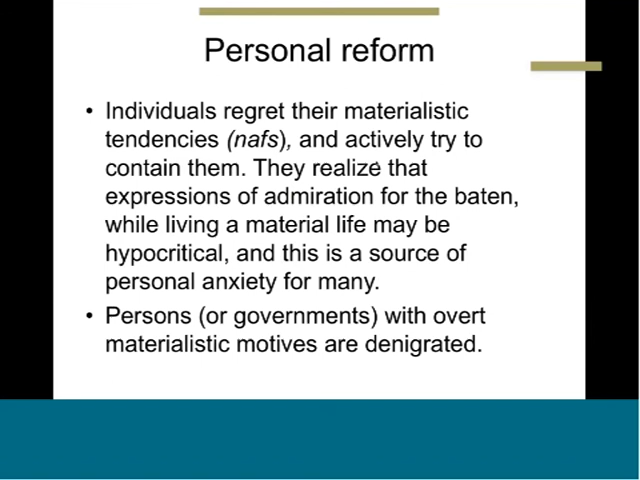 Personal reform
• Individuals regret their materialistic
tendencies (nafs), and actively try to
contain them. They realize that
expressions of admiration for the baten,
while living a material life may be
hypocritical, and this is a source of
personal anxiety for many.
• Persons (or governments) with overt
materialistic motives are denigrated.